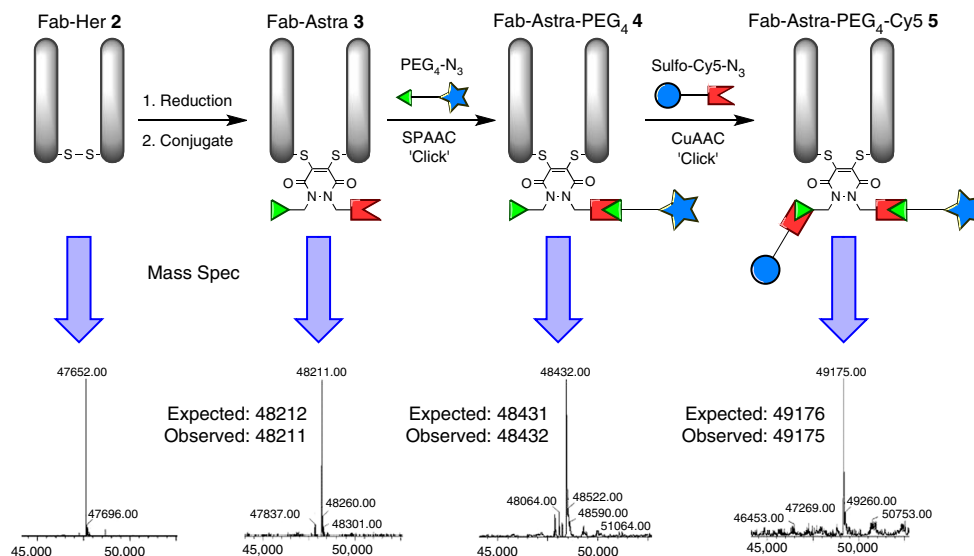 Fab-Her 2
Fab-Astra 3
Fab-Astra-PEG₄ 4
Fab-Astra-PEG₄-Cy5 5
1. Reduction
2. Conjugate
PEG₄-N₃
SPAAC
'Click'
Sulfo-Cy5-N₃
CuAAC
'Click'
S S
S S
O N N O
S S
O N N O
S S
O N N O
Mass Spec
47652.00
47696.00
45,000 50,000
48211.00
Expected: 48212
Observed: 48211
47837.00
48260.00
48301.00
45,000 50,000
48432.00
Expected: 48431
Observed: 48432
48064.00
48522.00
48590.00
51064.00
45,000 50,000
49175.00
Expected: 49176
Observed: 49175
46453.00
47269.00
49260.00
50753.00
45,000 50,000